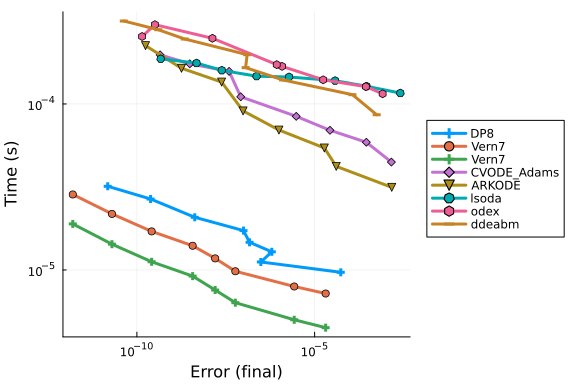 Time (s)
10⁻⁴
10⁻⁵
10⁻¹⁰
10⁻⁵
Error (final)
DP8
Vern7
Vern7
CVODE_Adams
ARKODE
lsoda
odex
ddeabm